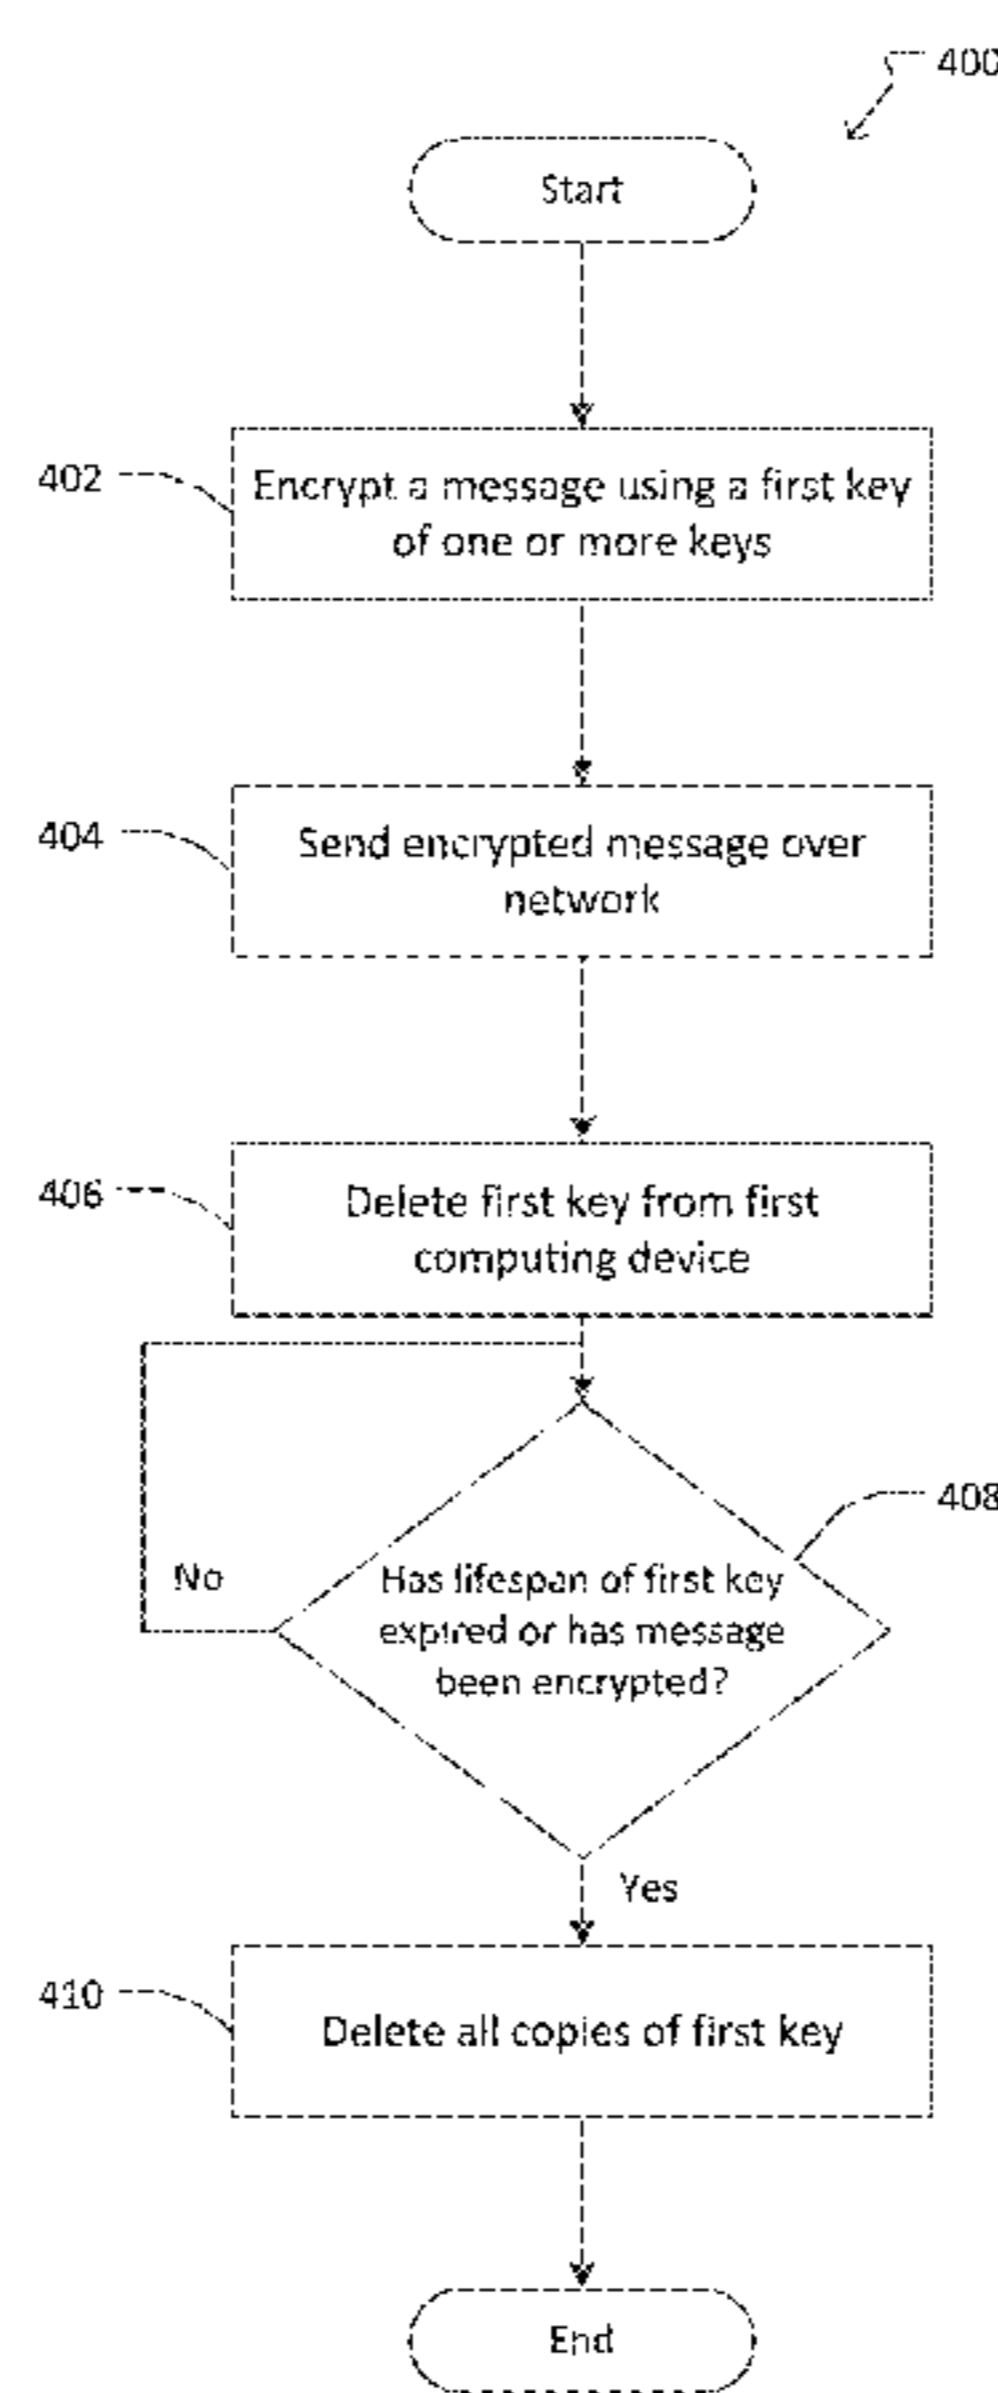 400
Start
402
Encrypt a message using a first key
of one or more keys
404
Send encrypted message over
network
406
Delete first key from first
computing device
408
No
Has lifespan of first key
expired or has message
been encrypted?
Yes
410
Delete all copies of first key
End